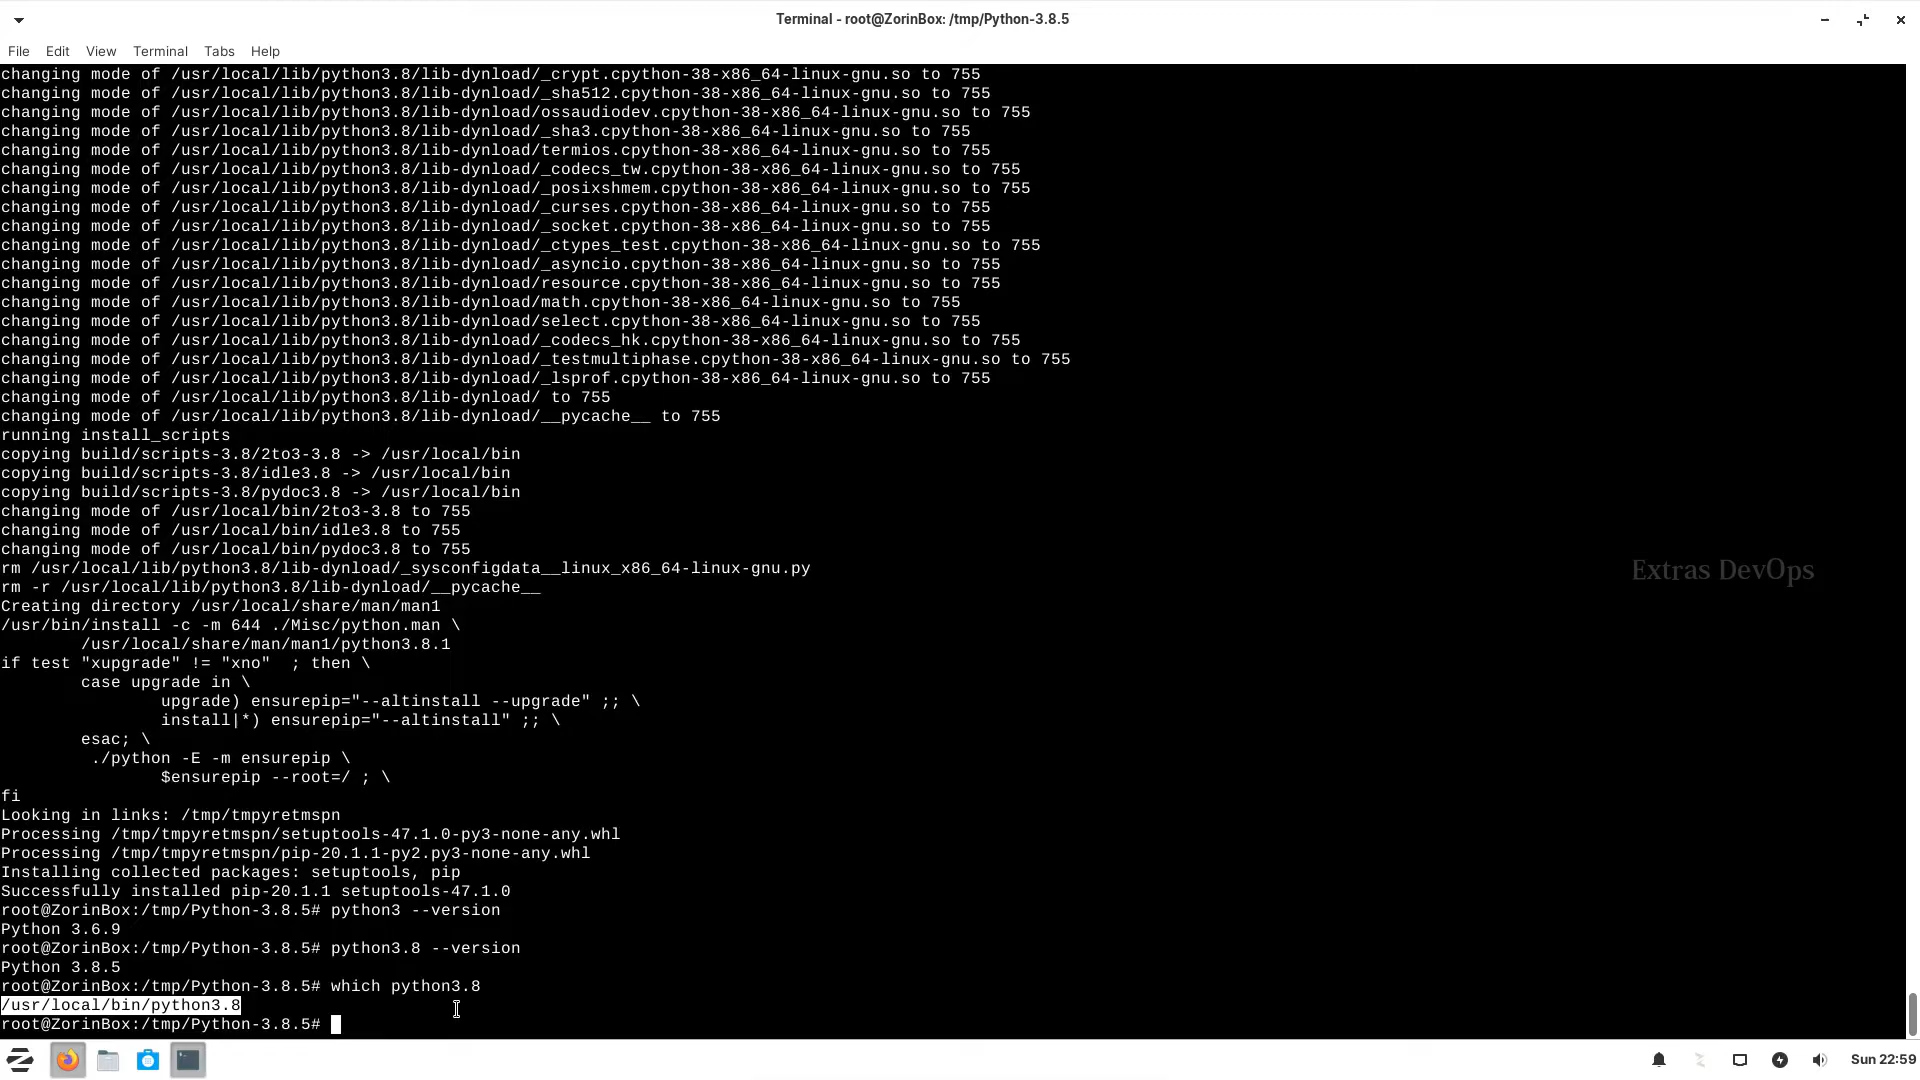 Terminal - root@ZorinBox: /tmp/Python-3.8.5
File Edit View Terminal Tabs Help
changing mode of /usr/local/lib/python3.8/lib-dynload/_crypt.cpython-38-x86_64-linux-gnu.so to 755
changing mode of /usr/local/lib/python3.8/lib-dynload/_sha512.cpython-38-x86_64-linux-gnu.so to 755
changing mode of /usr/local/lib/python3.8/lib-dynload/ossaudiodev.cpython-38-x86_64-linux-gnu.so to 755
changing mode of /usr/local/lib/python3.8/lib-dynload/_sha3.cpython-38-x86_64-linux-gnu.so to 755
changing mode of /usr/local/lib/python3.8/lib-dynload/termios.cpython-38-x86_64-linux-gnu.so to 755
changing mode of /usr/local/lib/python3.8/lib-dynload/_codecs_tw.cpython-38-x86_64-linux-gnu.so to 755
changing mode of /usr/local/lib/python3.8/lib-dynload/_posixshmem.cpython-38-x86_64-linux-gnu.so to 755
changing mode of /usr/local/lib/python3.8/lib-dynload/_curses.cpython-38-x86_64-linux-gnu.so to 755
changing mode of /usr/local/lib/python3.8/lib-dynload/_socket.cpython-38-x86_64-linux-gnu.so to 755
changing mode of /usr/local/lib/python3.8/lib-dynload/_ctypes_test.cpython-38-x86_64-linux-gnu.so to 755
changing mode of /usr/local/lib/python3.8/lib-dynload/_asyncio.cpython-38-x86_64-linux-gnu.so to 755
changing mode of /usr/local/lib/python3.8/lib-dynload/resource.cpython-38-x86_64-linux-gnu.so to 755
changing mode of /usr/local/lib/python3.8/lib-dynload/math.cpython-38-x86_64-linux-gnu.so to 755
changing mode of /usr/local/lib/python3.8/lib-dynload/select.cpython-38-x86_64-linux-gnu.so to 755
changing mode of /usr/local/lib/python3.8/lib-dynload/_codecs_hk.cpython-38-x86_64-linux-gnu.so to 755
changing mode of /usr/local/lib/python3.8/lib-dynload/_testmultiphase.cpython-38-x86_64-linux-gnu.so to 755
changing mode of /usr/local/lib/python3.8/lib-dynload/_lsprof.cpython-38-x86_64-linux-gnu.so to 755
changing mode of /usr/local/lib/python3.8/lib-dynload/ to 755
changing mode of /usr/local/lib/python3.8/lib-dynload/__pycache__ to 755
running install_scripts
copying build/scripts-3.8/2to3-3.8 -> /usr/local/bin
copying build/scripts-3.8/idle3.8 -> /usr/local/bin
copying build/scripts-3.8/pydoc3.8 -> /usr/local/bin
changing mode of /usr/local/bin/2to3-3.8 to 755
changing mode of /usr/local/bin/idle3.8 to 755
changing mode of /usr/local/bin/pydoc3.8 to 755
rm /usr/local/lib/python3.8/lib-dynload/_sysconfigdata__linux_x86_64-linux-gnu.py
Extras DevOps
rm -r /usr/local/lib/python3.8/lib-dynload/__pycache__
Creating directory /usr/local/share/man/man1
/usr/bin/install -c -m 644 ./Misc/python.man \
        /usr/local/share/man/man1/python3.8.1
if test "xupgrade" != "xno"  ; then \
        case upgrade in \
                upgrade) ensurepip="--altinstall --upgrade" ;; \
                install|*) ensurepip="--altinstall" ;; \
        esac; \
         ./python -E -m ensurepip \
                $ensurepip --root=/ ; \
fi
Looking in links: /tmp/tmpyretmspn
Processing /tmp/tmpyretmspn/setuptools-47.1.0-py3-none-any.whl
Processing /tmp/tmpyretmspn/pip-20.1.1-py2.py3-none-any.whl
Installing collected packages: setuptools, pip
Successfully installed pip-20.1.1 setuptools-47.1.0
root@ZorinBox:/tmp/Python-3.8.5# python3 --version
Python 3.6.9
root@ZorinBox:/tmp/Python-3.8.5# python3.8 --version
Python 3.8.5
root@ZorinBox:/tmp/Python-3.8.5# which python3.8
/usr/local/bin/python3.8
root@ZorinBox:/tmp/Python-3.8.5#
Sun 22:59